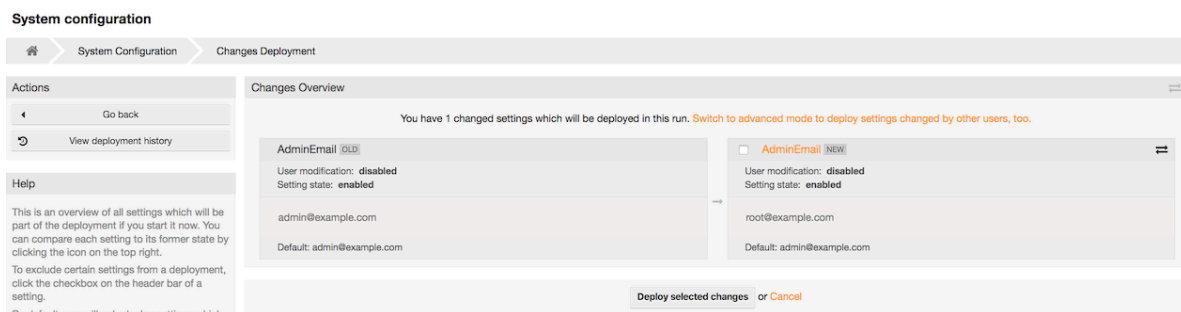 System configuration
System Configuration
Changes Deployment
Actions
Go back
View deployment history
Help
This is an overview of all settings which will be
part of the deployment if you start it now. You
can compare each setting to its former state by
clicking the icon on the top right.
To exclude certain settings from a deployment,
click the checkbox on the header bar of a
setting.
Changes Overview
You have 1 changed settings which will be deployed in this run. Switch to advanced mode to deploy settings changed by other users, too.
AdminEmail OLD
User modification: disabled
Setting state: enabled
admin@example.com
Default: admin@example.com
AdminEmail NEW
User modification: disabled
Setting state: enabled
root@example.com
Default: admin@example.com
Deploy selected changes or Cancel